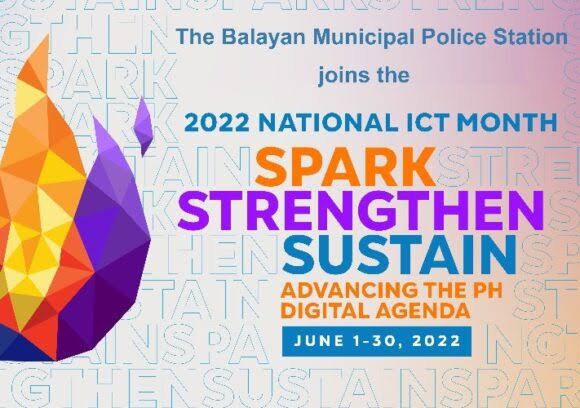 The Balayan Municipal Police Station
joins the
2022 NATIONAL ICT MONTH
SPARK
STRENGTHEN
SUSTAIN
ADVANCING THE PH
DIGITAL AGENDA
JUNE 1-30, 2022